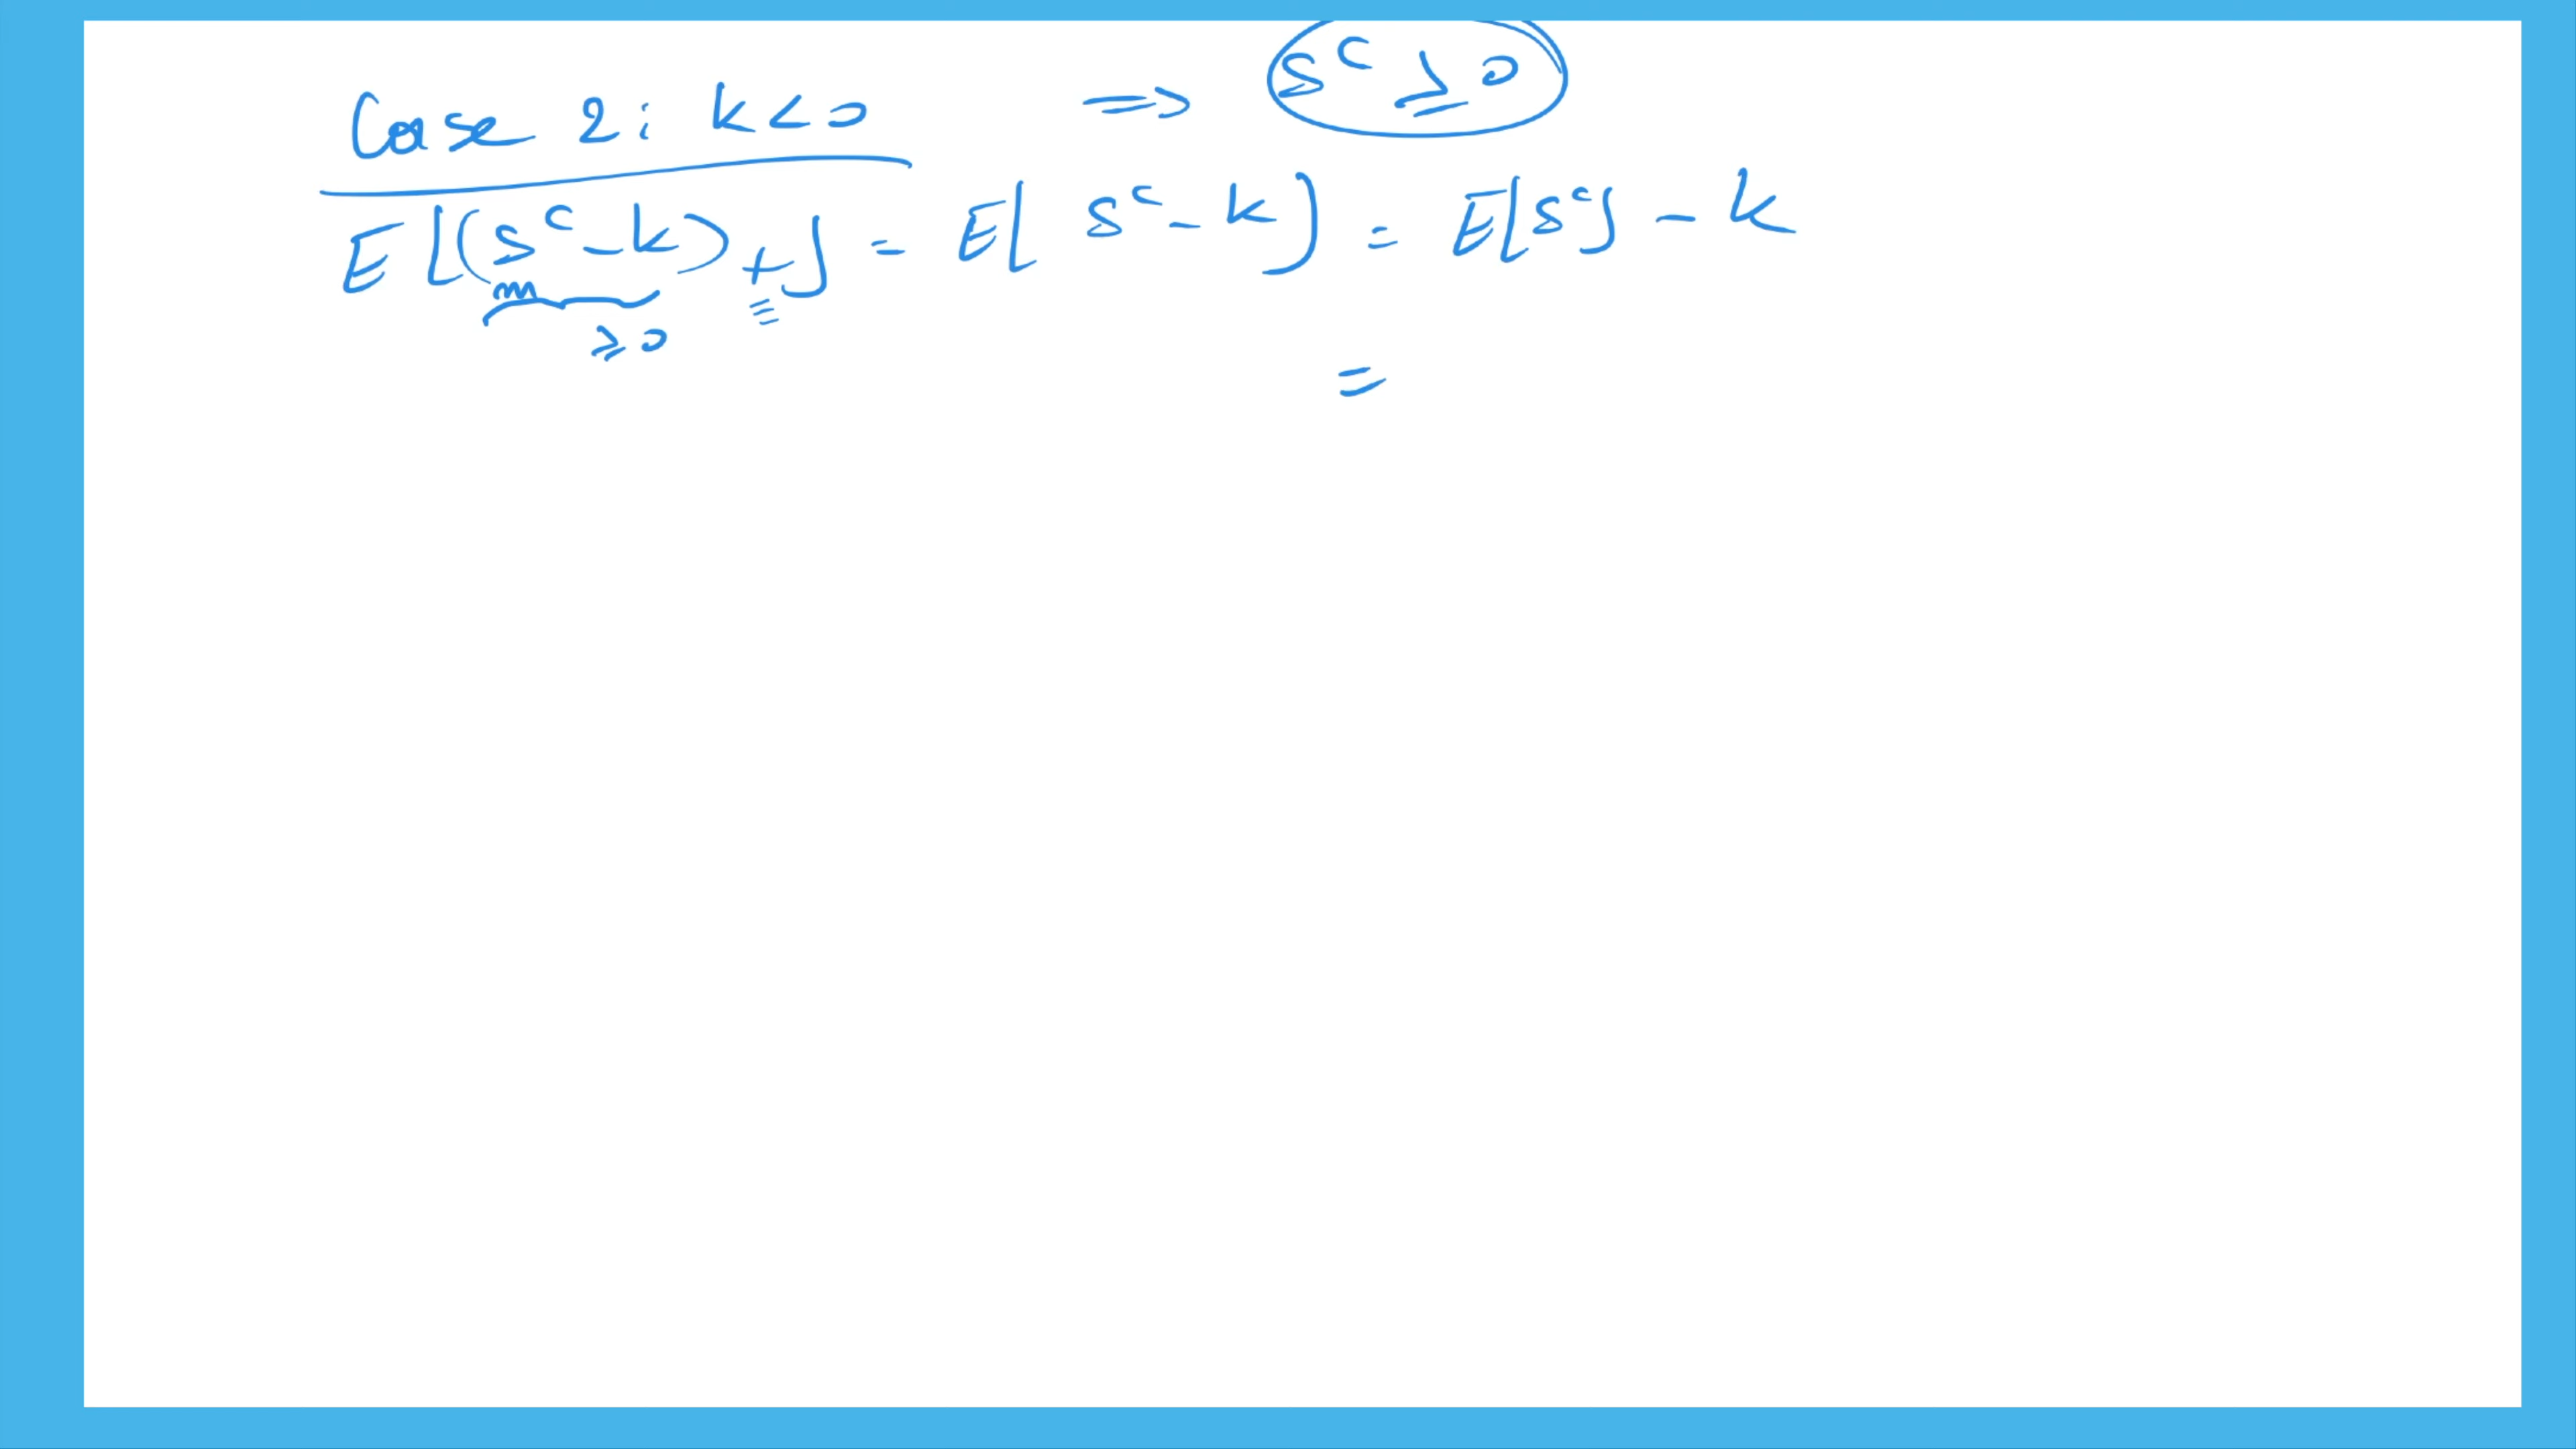 Case 2: k<0 => S^c ≥ 0
E[(S^c - k)_+] = E[S^c - k] = E[S^c] - k
≥ 0
=